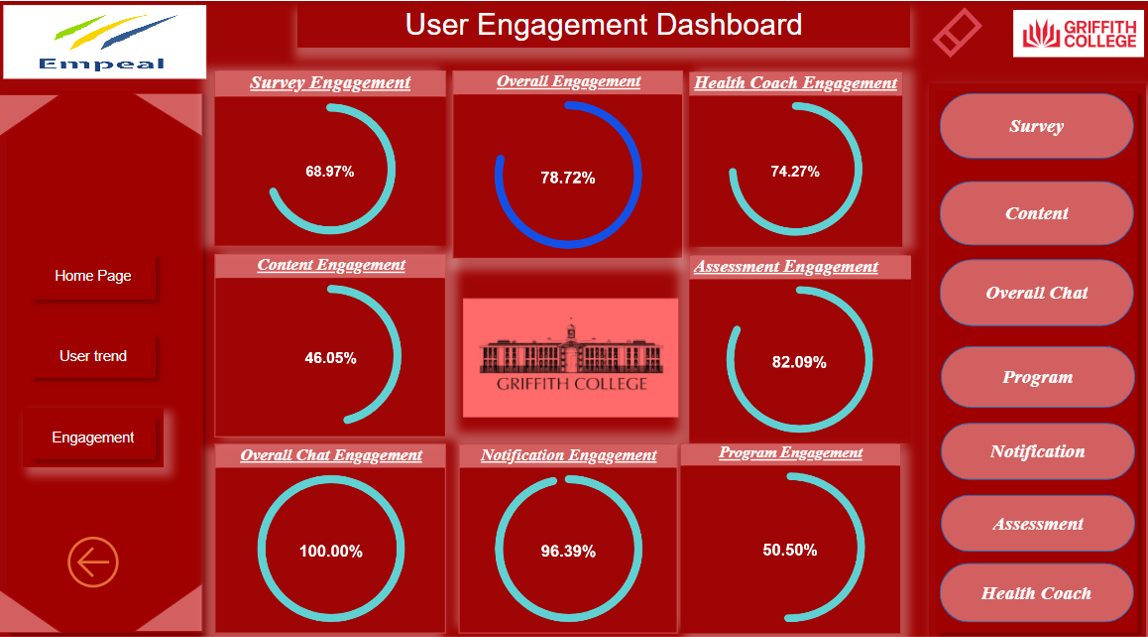 User Engagement Dashboard
Empeal
GRIFFITH
COLLEGE
Survey Engagement
68.97%
Overall Engagement
78.72%
Health Coach Engagement
74.27%
Content Engagement
46.05%
GRIFFITH COLLEGE
Assessment Engagement
82.09%
Overall Chat Engagement
100.00%
Notification Engagement
96.39%
Program Engagement
50.50%
Home Page
User trend
Engagement
Survey
Content
Overall Chat
Program
Notification
Assessment
Health Coach